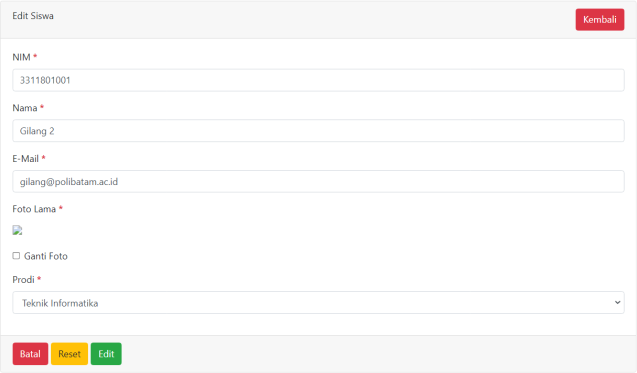 Edit Siswa
Kembali
NIM *
3311801001
Nama *
Gilang 2
E-Mail *
gilang@polibatam.ac.id
Foto Lama *
Ganti Foto
Prodi *
Teknik Informatika
Batal Reset Edit